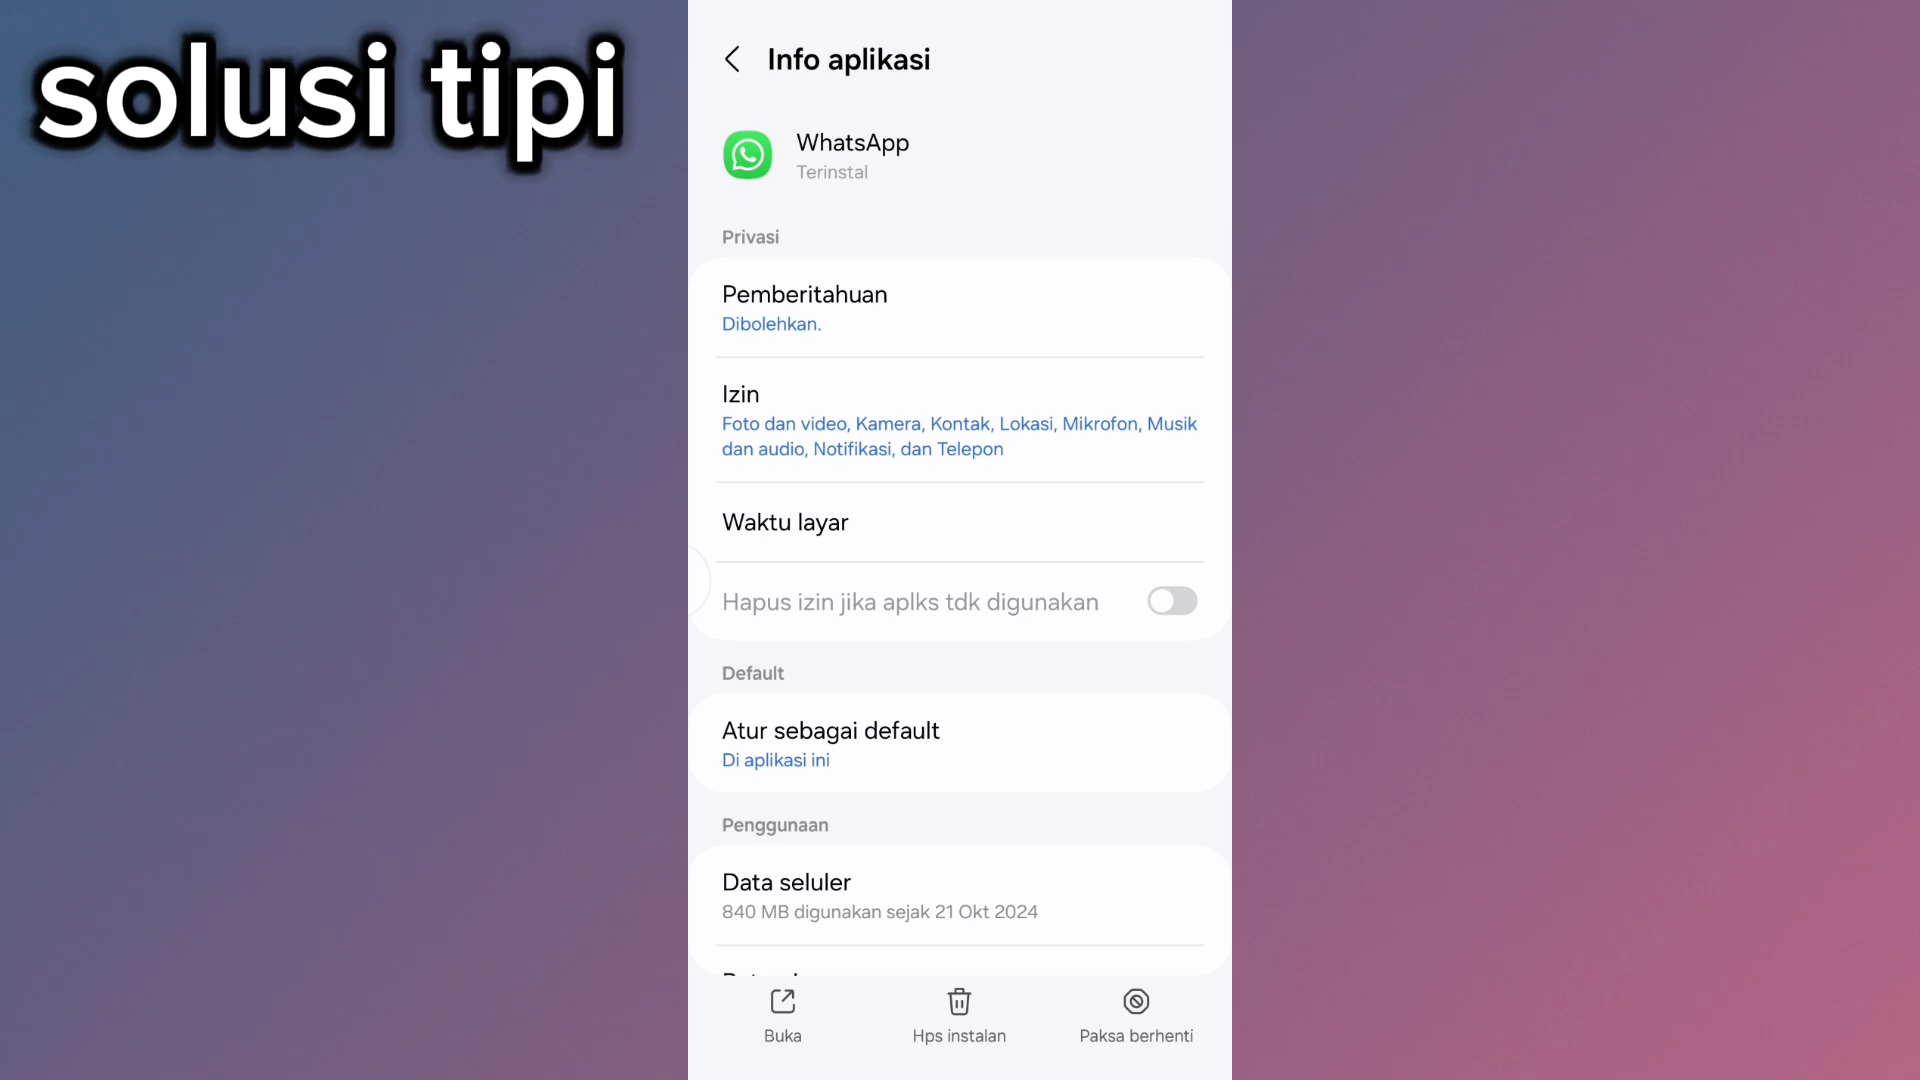 solusi tipi
Info aplikasi
WhatsApp
Terinstal
Privasi
Pemberitahuan
Dibolehkan.
Izin
Foto dan video, Kamera, Kontak, Lokasi, Mikrofon, Musik
dan audio, Notifikasi, dan Telepon
Waktu layar
Hapus izin jika aplks tdk digunakan
Default
Atur sebagai default
Di aplikasi ini
Penggunaan
Data seluler
840 MB digunakan sejak 21 Okt 2024
Buka
Hps instalan
Paksa berhenti